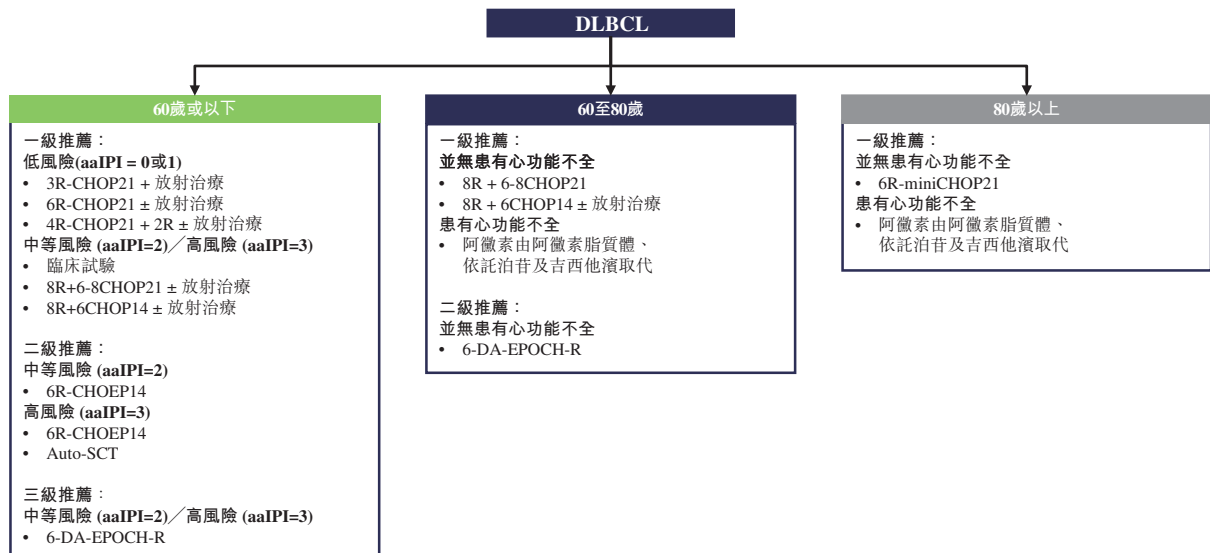 DLBCL
60歲或以下
一級推薦：
低風險(aaIPI = 0或1)
• 3R-CHOP21 + 放射治療
• 6R-CHOP21 ± 放射治療
• 4R-CHOP21 + 2R ± 放射治療
中等風險 (aaIPI=2)／高風險 (aaIPI=3)
• 臨床試驗
• 8R+6-8CHOP21 ± 放射治療
• 8R+6CHOP14 ± 放射治療
二級推薦：
中等風險 (aaIPI=2)
• 6R-CHOEP14
高風險 (aaIPI=3)
• 6R-CHOEP14
• Auto-SCT
三級推薦：
中等風險 (aaIPI=2)／高風險 (aaIPI=3)
• 6-DA-EPOCH-R
60至80歲
一級推薦：
並無患有心功能不全
• 8R + 6-8CHOP21
• 8R + 6CHOP14 ± 放射治療
患有心功能不全
• 阿黴素由阿黴素脂質體、
依託泊苷及吉西他濱取代
二級推薦：
並無患有心功能不全
• 6-DA-EPOCH-R
80歲以上
一級推薦：
並無患有心功能不全
• 6R-miniCHOP21
患有心功能不全
• 阿黴素由阿黴素脂質體、
依託泊苷及吉西他濱取代